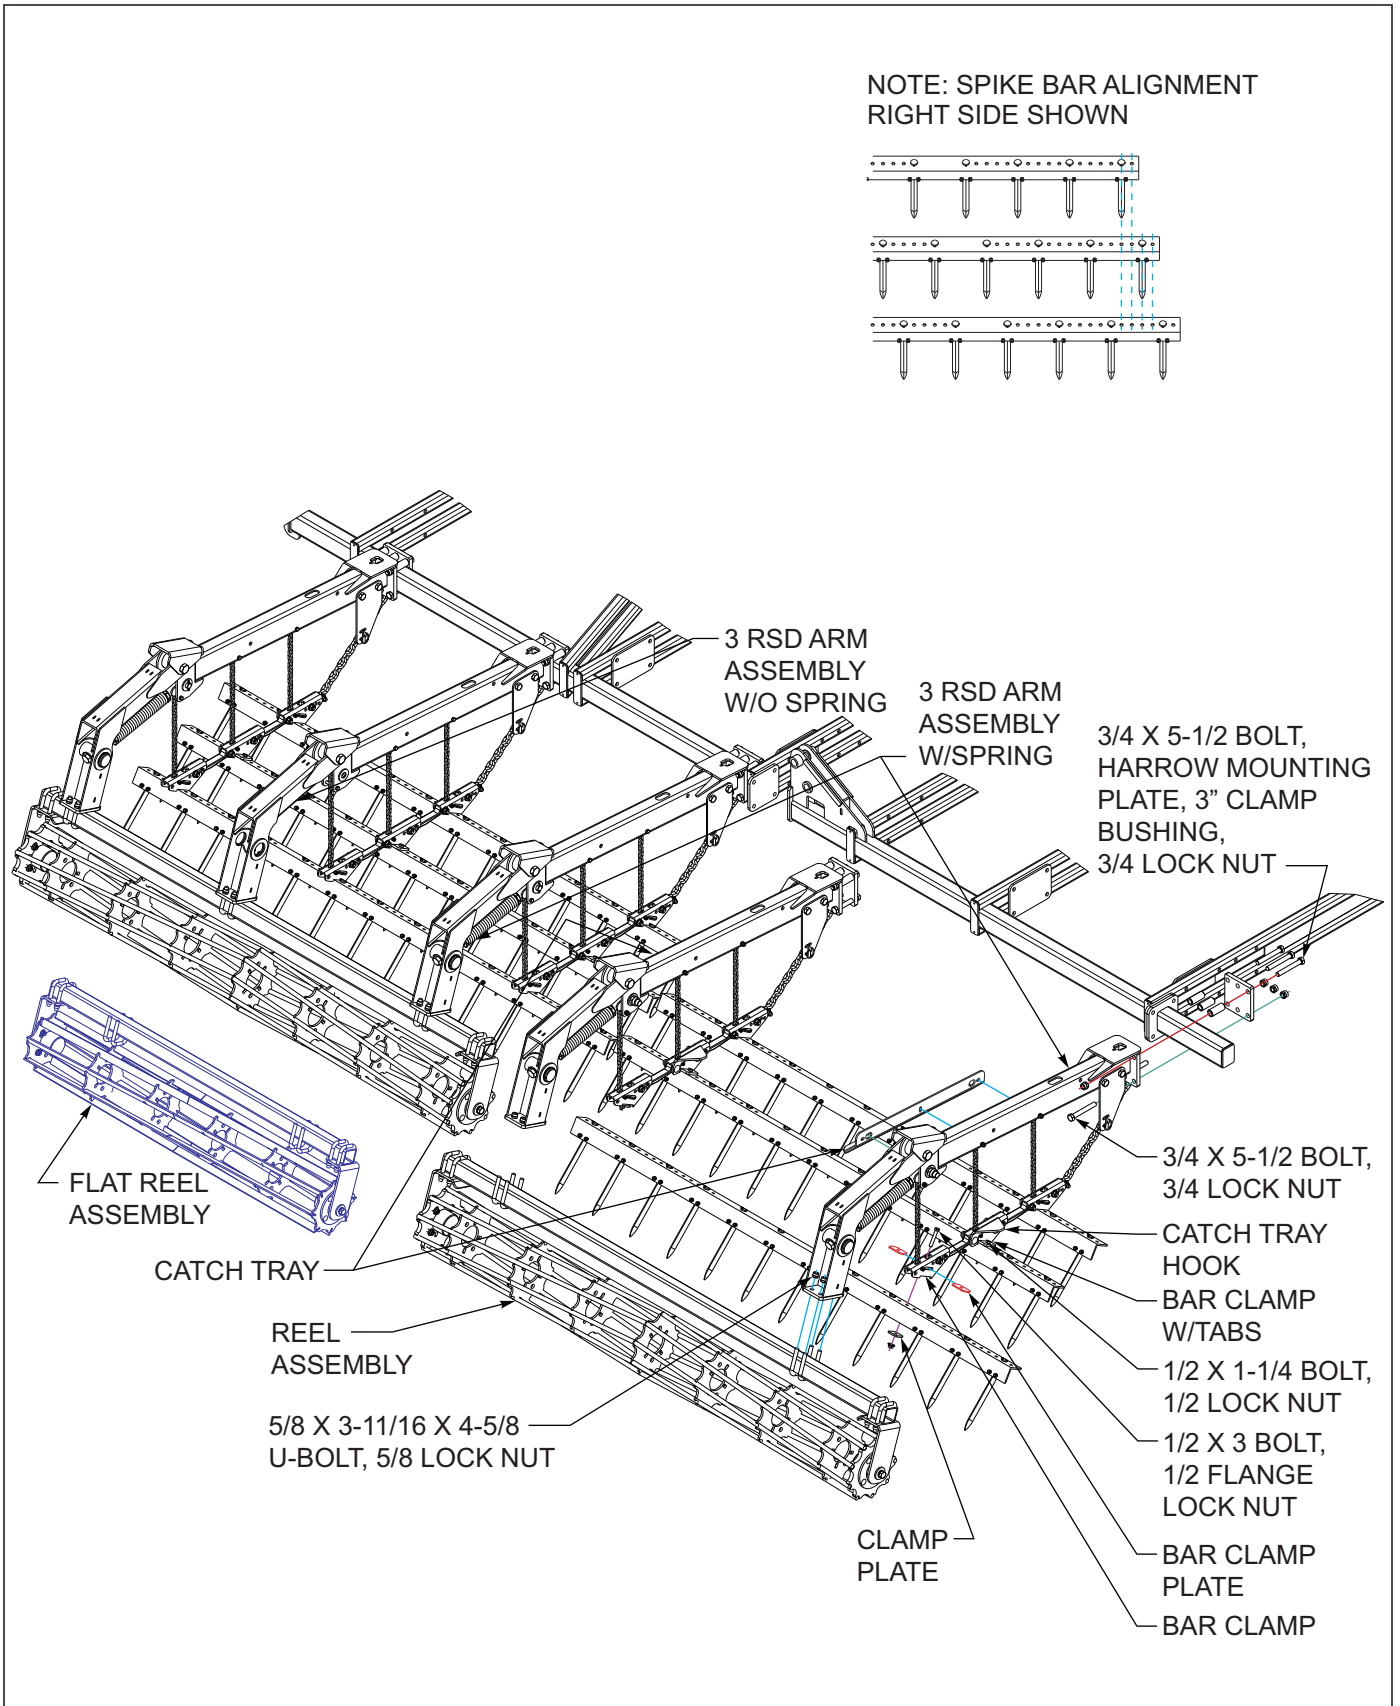 NOTE: SPIKE BAR ALIGNMENT
RIGHT SIDE SHOWN
3 RSD ARM
ASSEMBLY
W/O SPRING
3 RSD ARM
ASSEMBLY
W/SPRING
3/4 X 5-1/2 BOLT,
HARROW MOUNTING
PLATE, 3” CLAMP
BUSHING,
3/4 LOCK NUT
FLAT REEL
ASSEMBLY
CATCH TRAY
REEL
ASSEMBLY
5/8 X 3-11/16 X 4-5/8
U-BOLT, 5/8 LOCK NUT
3/4 X 5-1/2 BOLT,
3/4 LOCK NUT
CATCH TRAY
HOOK
BAR CLAMP
W/TABS
1/2 X 1-1/4 BOLT,
1/2 LOCK NUT
1/2 X 3 BOLT,
1/2 FLANGE
LOCK NUT
CLAMP
PLATE
BAR CLAMP
PLATE
BAR CLAMP